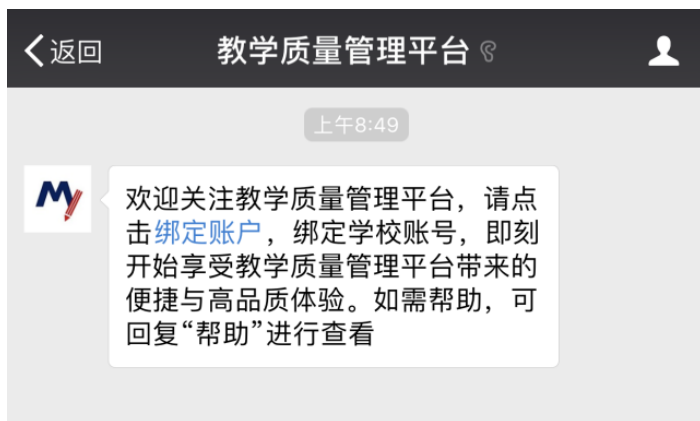 返回
教学质量管理平台
上午8:49
My
欢迎关注教学质量管理平台，请点
击绑定账户，绑定学校账号，即刻
开始享受教学质量管理平台带来的
便捷与高品质体验。如需帮助，可
回复“帮助”进行查看